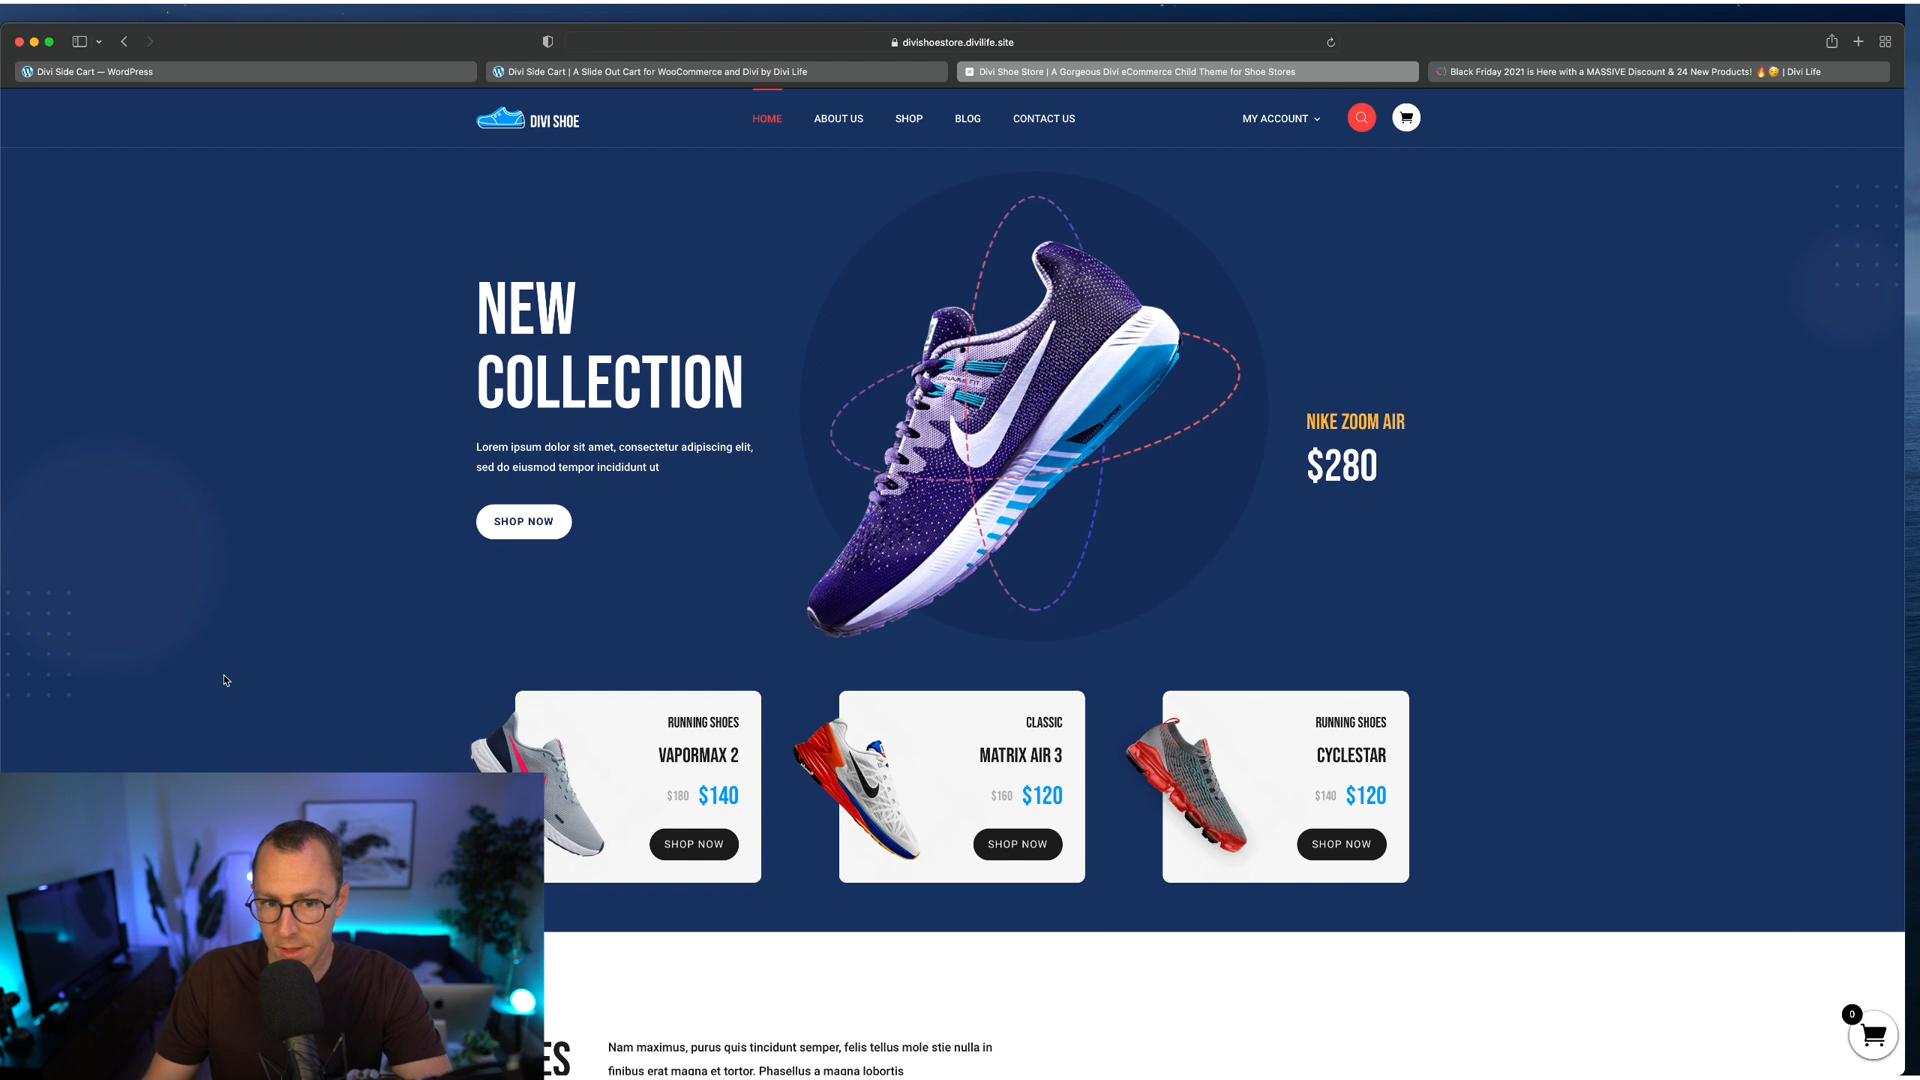 divishoestore.divilife.site
Divi Side Cart — WordPress
Divi Side Cart | A Slide Out Cart for WooCommerce and Divi by Divi Life
Divi Shoe Store | A Gorgeous Divi eCommerce Child Theme for Shoe Stores
Black Friday 2021 is Here with a MASSIVE Discount & 24 New Products! 🔥🥳 | Divi Life
DIVI SHOE
HOME
ABOUT US
SHOP
BLOG
CONTACT US
MY ACCOUNT
NEW
COLLECTION
Lorem ipsum dolor sit amet, consectetur adipiscing elit,
sed do eiusmod tempor incididunt ut
SHOP NOW
NIKE ZOOM AIR
$280
RUNNING SHOES
VAPORMAX 2
$180 $140
SHOP NOW
CLASSIC
MATRIX AIR 3
$160 $120
SHOP NOW
RUNNING SHOES
CYCLESTAR
$140 $120
SHOP NOW
0
ES
Nam maximus, purus quis tincidunt semper, felis tellus mole stie nulla in
finibus erat magna et tortor. Phasellus a magna lobortis